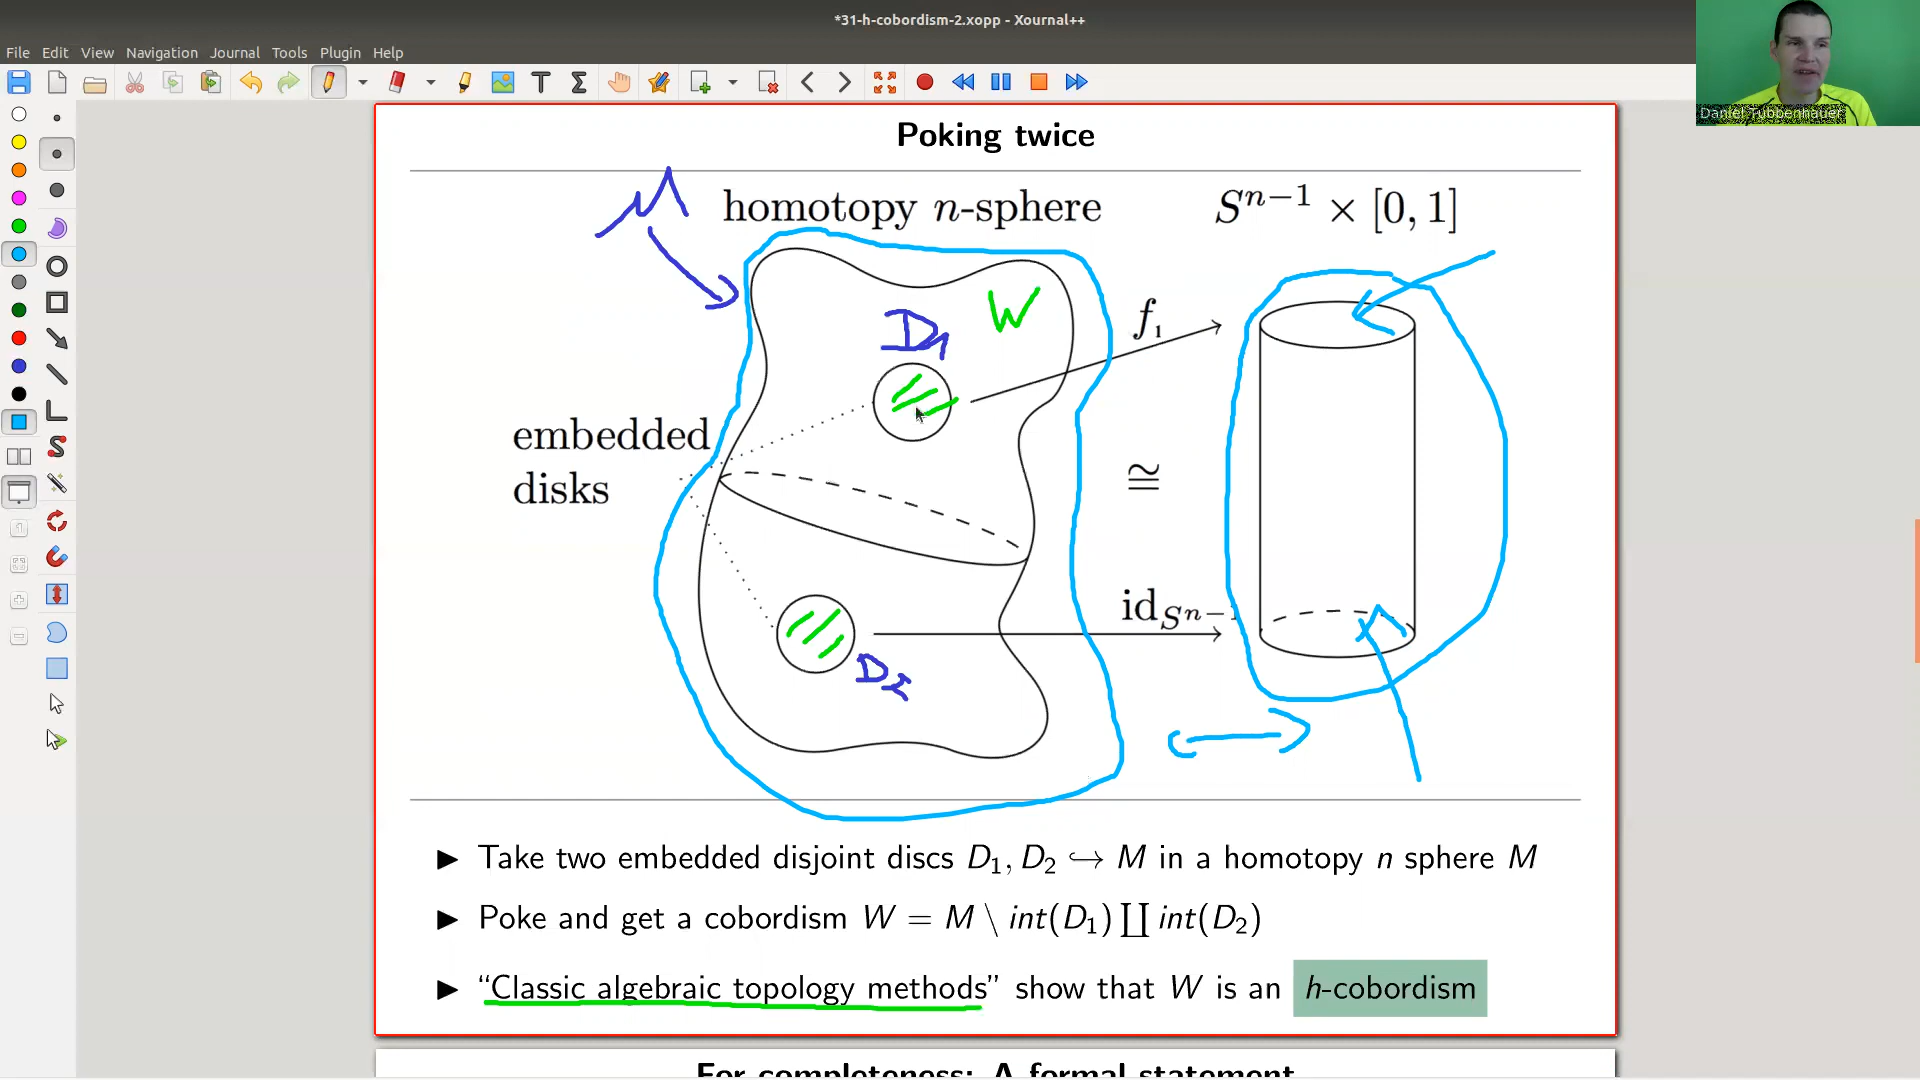 *31-h-cobordism-2.xopp - Xournal++
File Edit View Navigation Journal Tools Plugin Help
Daniel Tubbenhauer
Poking twice
M homotopy n-sphere S^{n-1} × [0, 1]
W
D₁
f₁
embedded
disks
≅
id_{S^{n-1}}
D₂
▶ Take two embedded disjoint discs D₁, D₂ ↪ M in a homotopy n sphere M
▶ Poke and get a cobordism W = M \ int(D₁) ∐ int(D₂)
▶ “Classic algebraic topology methods” show that W is an h-cobordism
For completeness: A formal statement